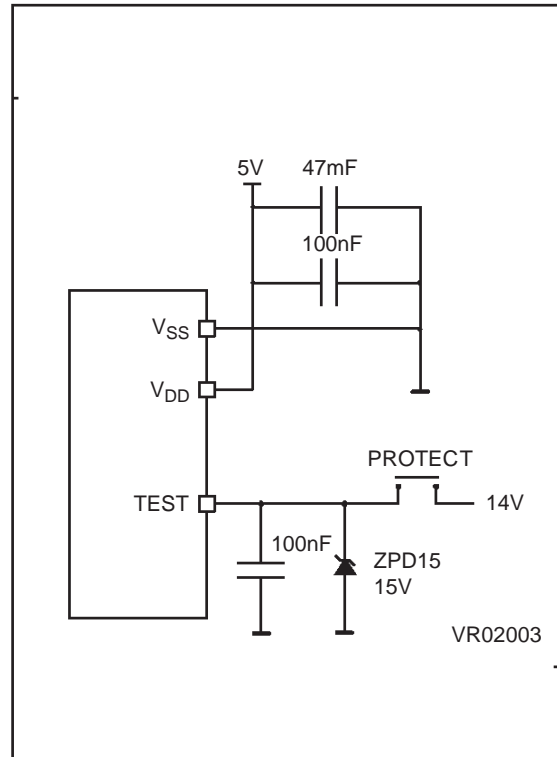 5V
47mF
100nF
VSS
VDD
PROTECT
TEST
14V
100nF
ZPD15
15V
VR02003